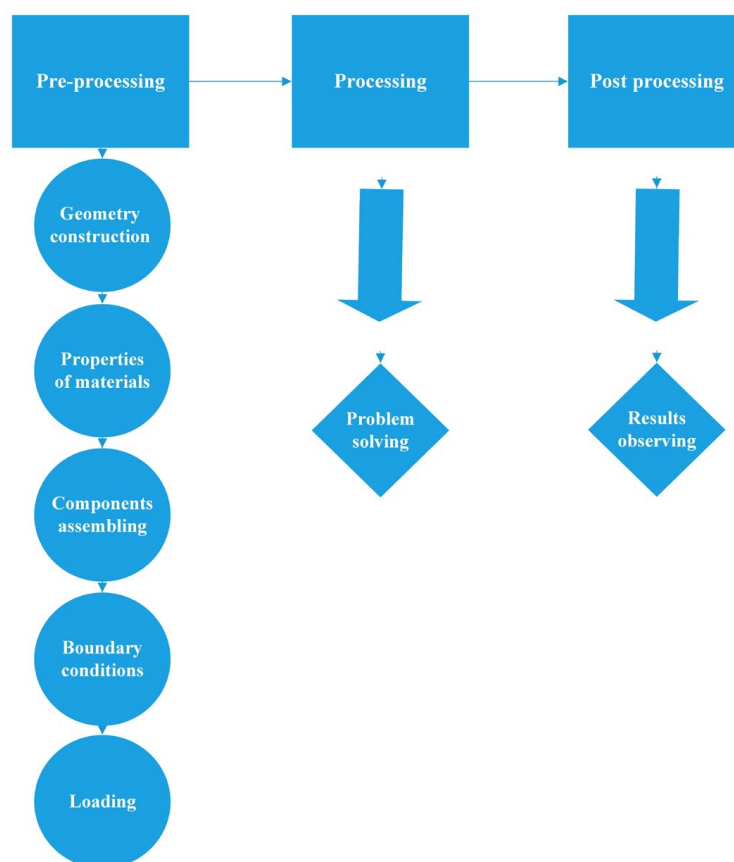 Pre-processing
Processing
Post processing
Geometry
construction
Properties
of materials
Components
assembling
Boundary
conditions
Loading
Problem
solving
Results
observing